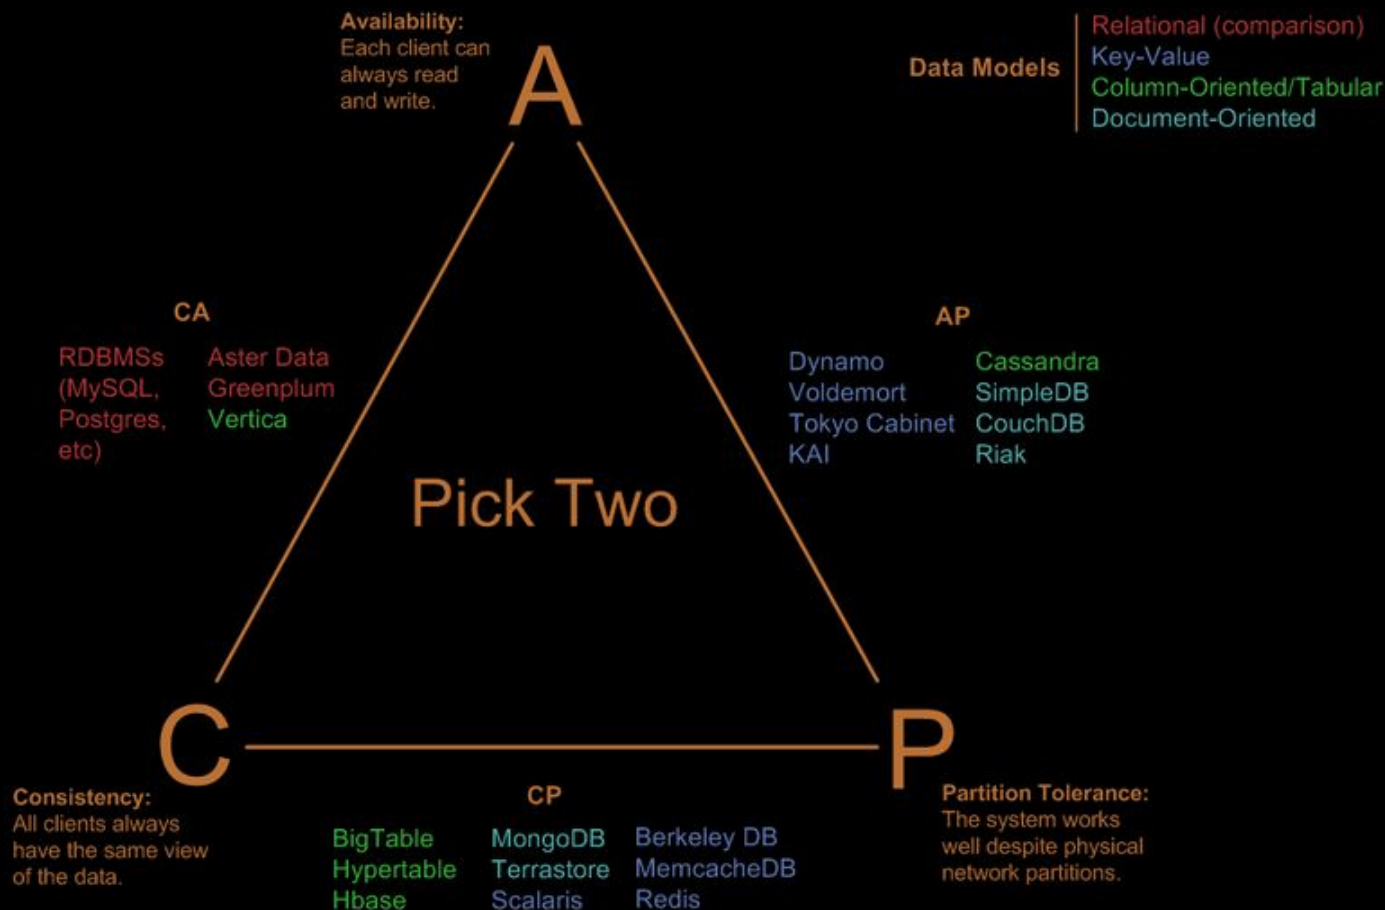 Availability:
Each client can
always read
and write.
A
Data Models
Relational (comparison)
Key-Value
Column-Oriented/Tabular
Document-Oriented
CA
RDBMSs
(MySQL,
Postgres,
etc)
Aster Data
Greenplum
Vertica
AP
Dynamo
Voldemort
Tokyo Cabinet
KAI
Cassandra
SimpleDB
CouchDB
Riak
Pick Two
C
Consistency:
All clients always
have the same view
of the data.
CP
BigTable
Hypertable
Hbase
MongoDB
Terrastore
Scalaris
Berkeley DB
MemcacheDB
Redis
P
Partition Tolerance:
The system works
well despite physical
network partitions.